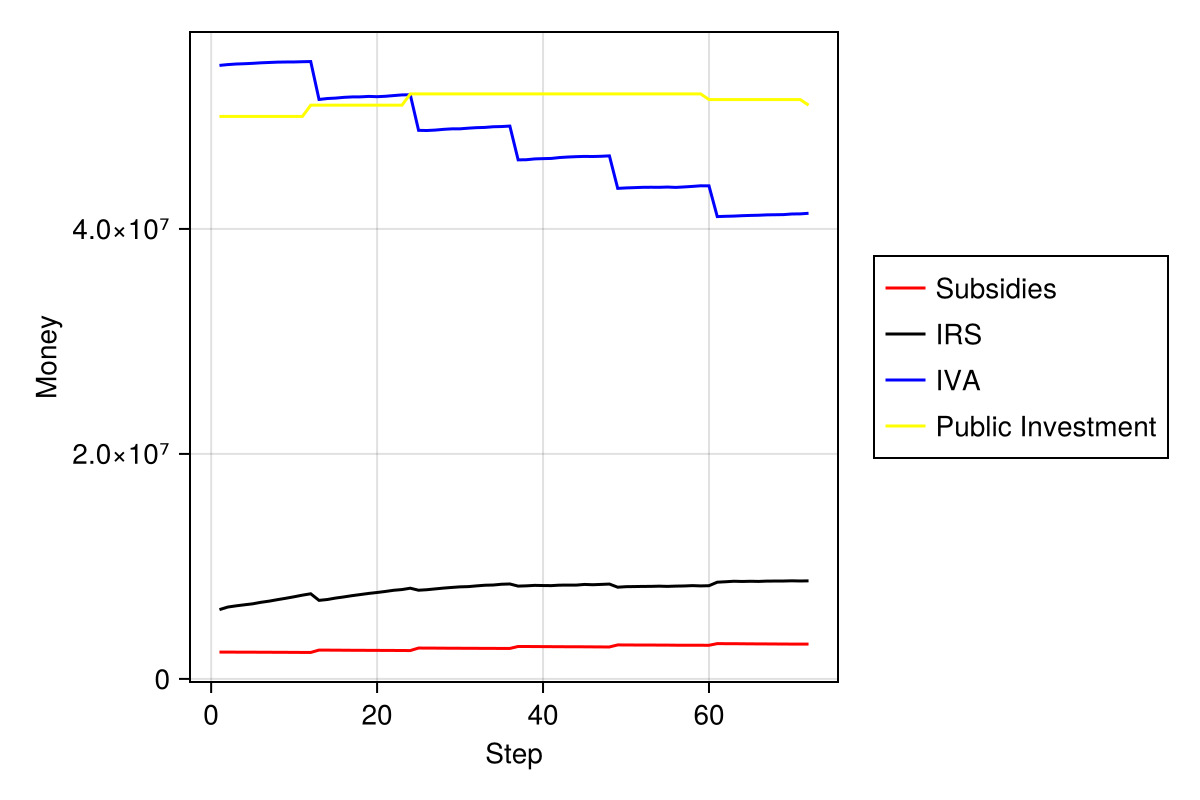 Money
4.0×10⁷
2.0×10⁷
0
0 20 40 60
Step
Subsidies
IRS
IVA
Public Investment